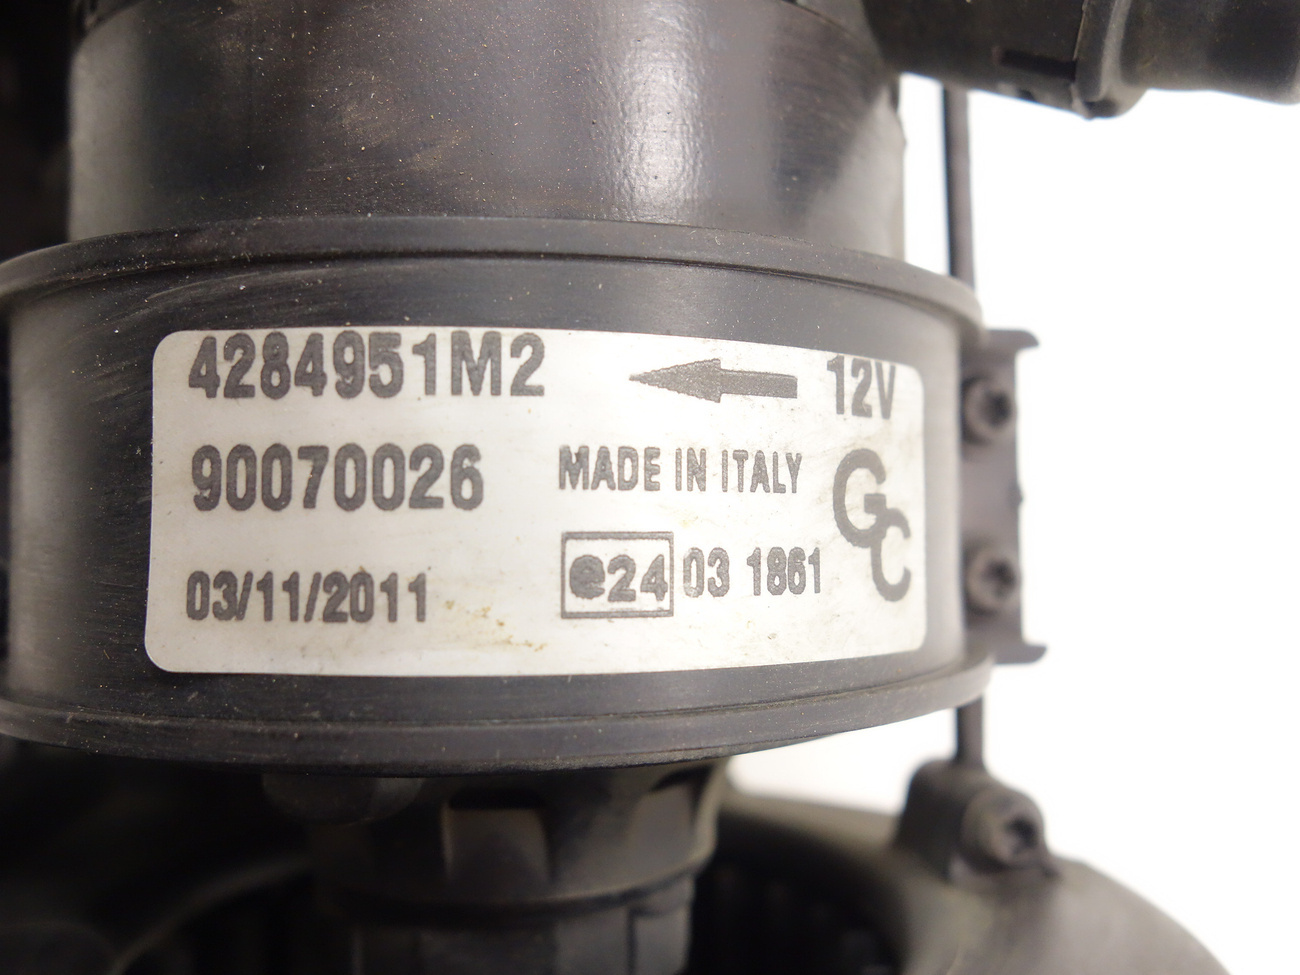 4284951M2 12V
90070026 MADE IN ITALY
GC
03/11/2011 e24 03 1861